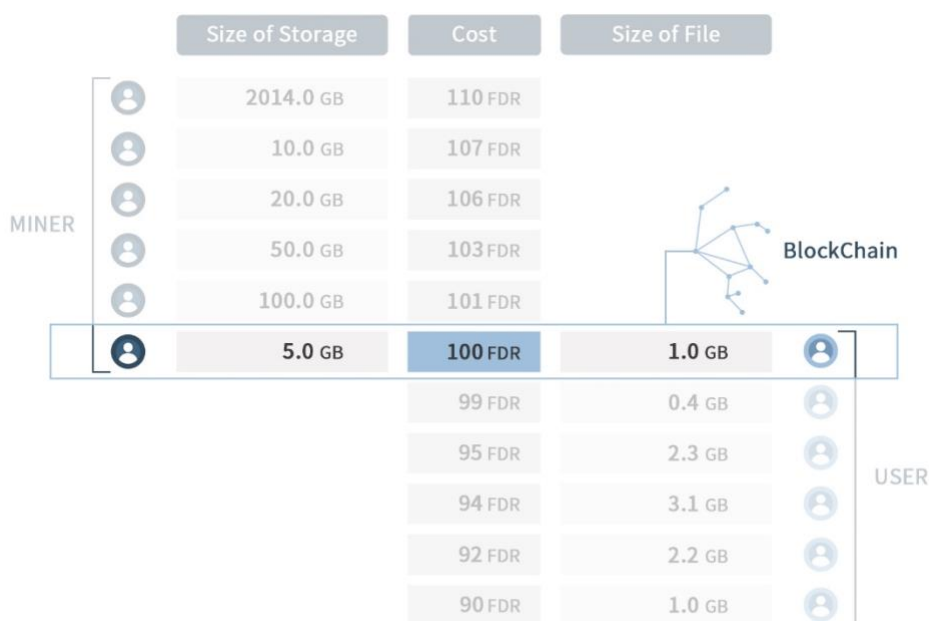 Size of Storage Cost Size of File
2014.0 GB 110 FDR
10.0 GB 107 FDR
20.0 GB 106 FDR
MINER
50.0 GB 103 FDR BlockChain
100.0 GB 101 FDR
5.0 GB 100 FDR 1.0 GB
99 FDR 0.4 GB
95 FDR 2.3 GB
USER
94 FDR 3.1 GB
92 FDR 2.2 GB
90 FDR 1.0 GB